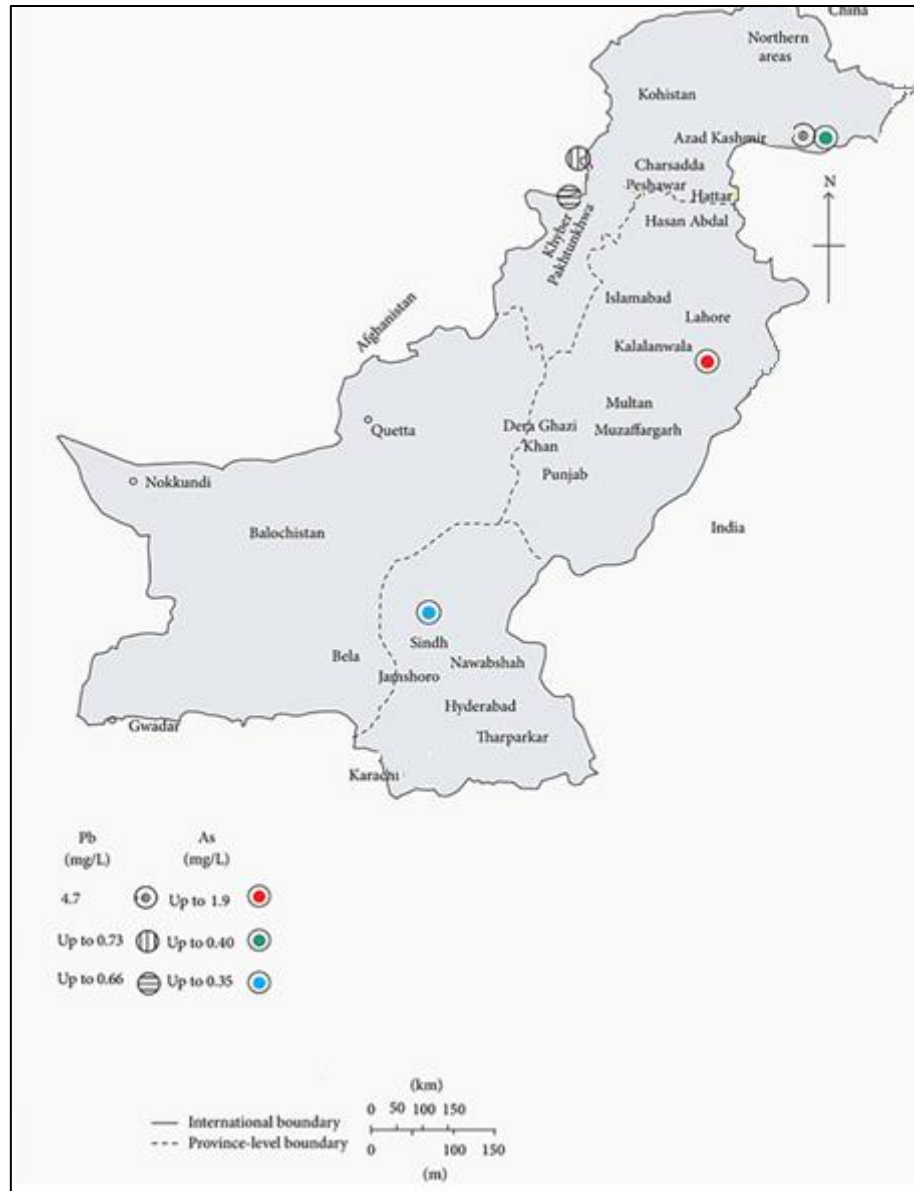 China
Northern
areas
Kohistan
Azad Kashmir
Charsadda
Peshawar
Hattar
N
Khyber
Pakhtunkhwa
Hasan Abdal
Islamabad
Afghanistan
Lahore
Kalalanwala
Multan
Dera Ghazi
Khan
Muzaffargarh
Quetta
Punjab
Nokkundi
Balochistan
India
Sindh
Bela
Nawabshah
Jamshoro
Hyderabad
Gwadar
Tharparkar
Karachi
Pb As
(mg/L) (mg/L)
4.7 Up to 1.9
Up to 0.73 Up to 0.40
Up to 0.66 Up to 0.35
(km)
0 50 100 150
International boundary
Province-level boundary
0 100 150
(m)